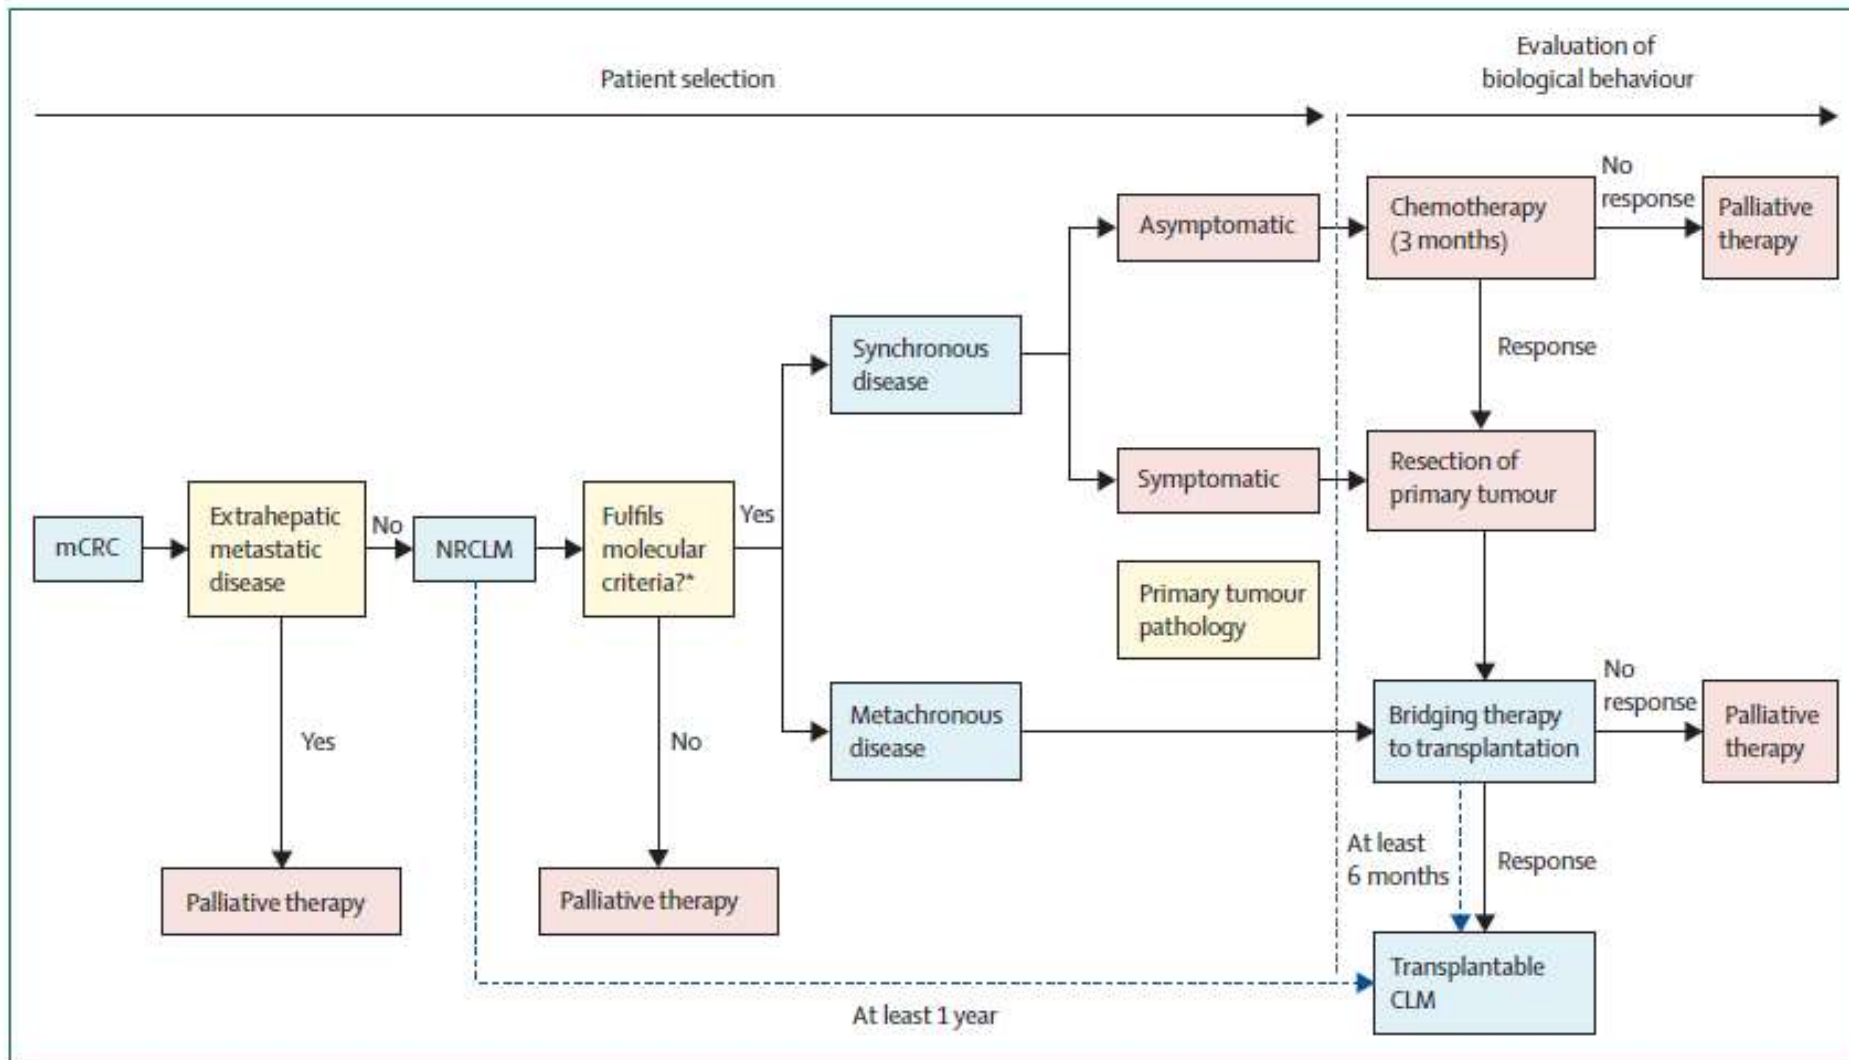 Patient selection
Evaluation of
biological behaviour
mCRC
Extrahepatic
metastatic
disease
No
Yes
Palliative therapy
NRCLM
Fulfils
molecular
criteria?*
Yes
No
Palliative therapy
Synchronous
disease
Metachronous
disease
Asymptomatic
Symptomatic
Primary tumour
pathology
Chemotherapy
(3 months)
No
response
Palliative
therapy
Response
Resection of
primary tumour
Bridging therapy
to transplantation
No
response
Palliative
therapy
At least
6 months
Response
Transplantable
CLM
At least 1 year